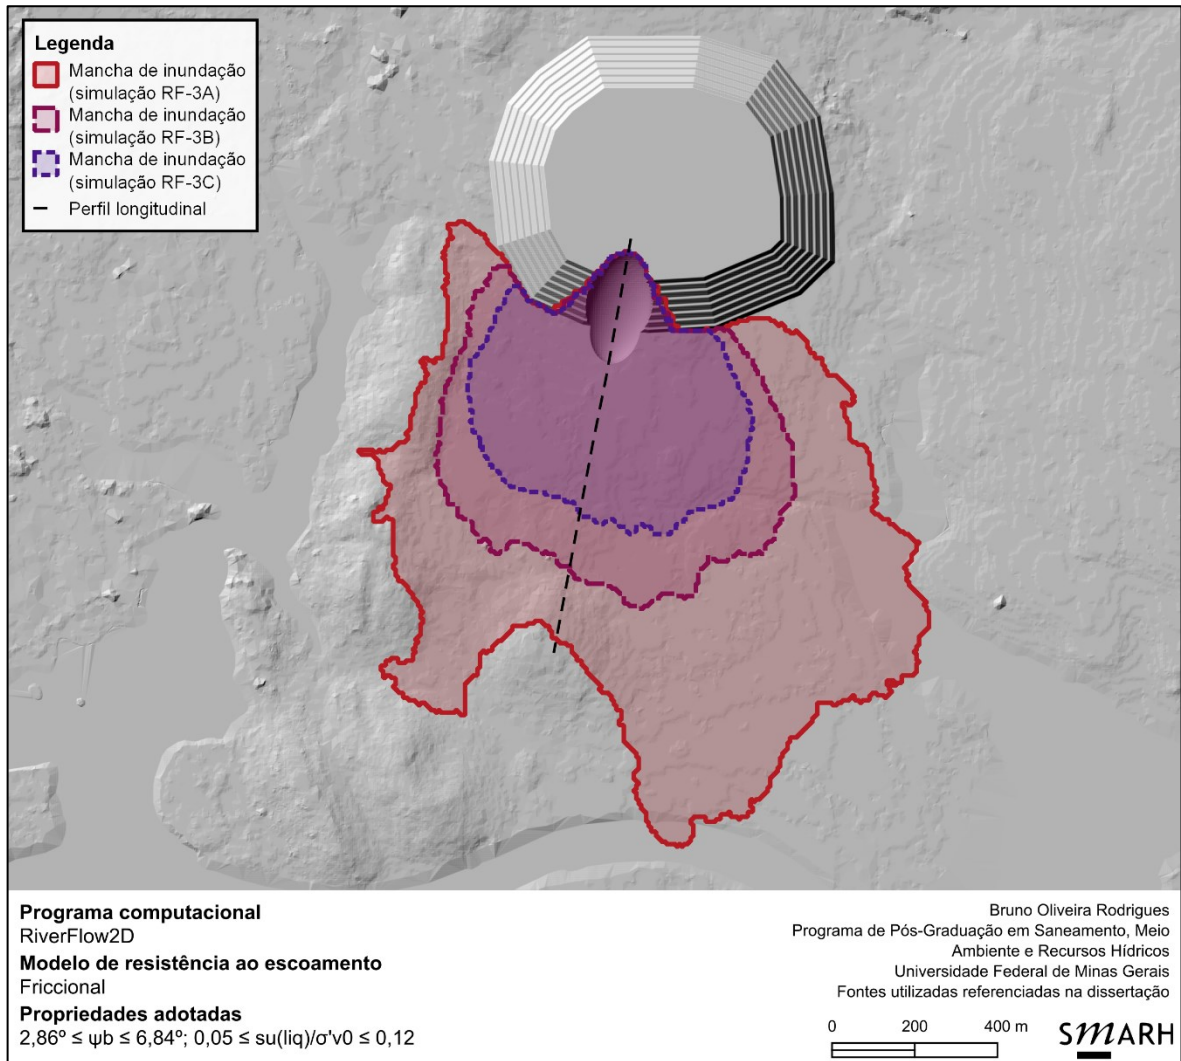 Legenda
Mancha de inundação
(simulação RF-3A)
Mancha de inundação
(simulação RF-3B)
Mancha de inundação
(simulação RF-3C)
Perfil longitudinal
Programa computacional
RiverFlow2D
Modelo de resistência ao escoamento
Friccional
Propriedades adotadas
2,86º ≤ ψb ≤ 6,84º; 0,05 ≤ su(liq)/σ'v0 ≤ 0,12
Bruno Oliveira Rodrigues
Programa de Pós-Graduação em Saneamento, Meio
Ambiente e Recursos Hídricos
Universidade Federal de Minas Gerais
Fontes utilizadas referenciadas na dissertação
0 200 400 m
SMARH